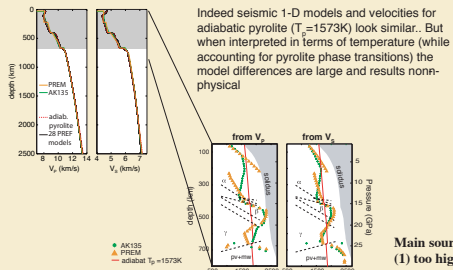 Indeed seismic 1-D models and velocities for
adiabatic pyrolite (Tp=1573K) look similar.. But
when interpreted in terms of temperature (while
accounting for pyrolite phase transitions) the
model differences are large and results nonn-
physical
0
500
1000
1500
2000
2500
depth (km)
8 10 12 14
Vp (km/s)
4 5 6 7
Vs (km/s)
PREM
AK135
adiab.
pyrolite
28 PREF
models
from Vp
from Vs
100
300
500
700
depth (km)
solidus
solidus
α
β
γ
pv+mw
5
10
15
20
25
Pressure (GPa)
AK135
PREM
adiabat Tp =1573K
Main sour
(1) too hig